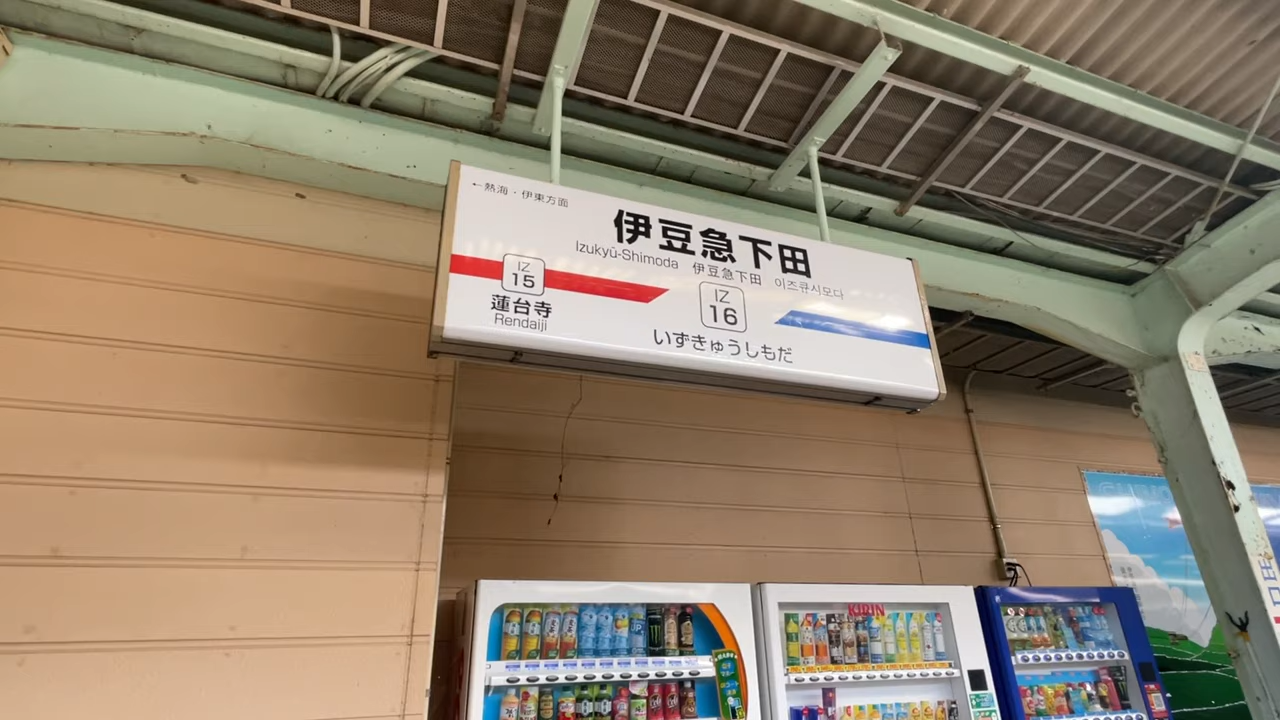 ←熱海・伊東方面
伊豆急下田
Izukyū-Shimoda 伊豆急下田 이즈큐시모다
IZ
15
蓮台寺
Rendaiji
IZ
16
いずきゅうしもだ
KIRIN